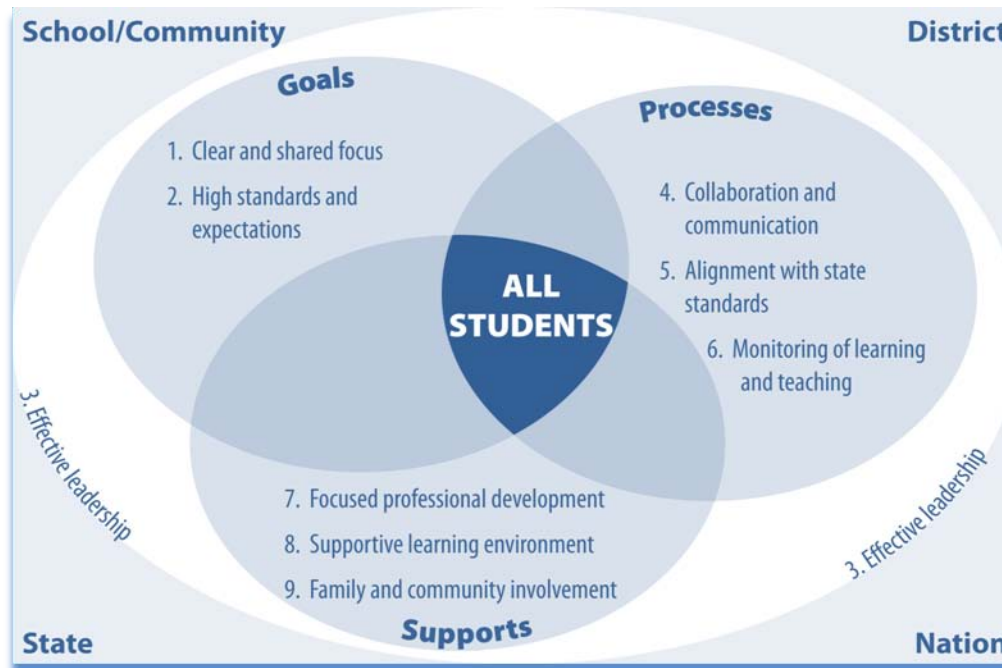 School/Community
District
Goals
1. Clear and shared focus
2. High standards and
expectations
Processes
4. Collaboration and
communication
5. Alignment with state
standards
6. Monitoring of learning
and teaching
ALL
STUDENTS
3. Effective leadership
3. Effective leadership
7. Focused professional development
8. Supportive learning environment
9. Family and community involvement
Supports
State
Nation